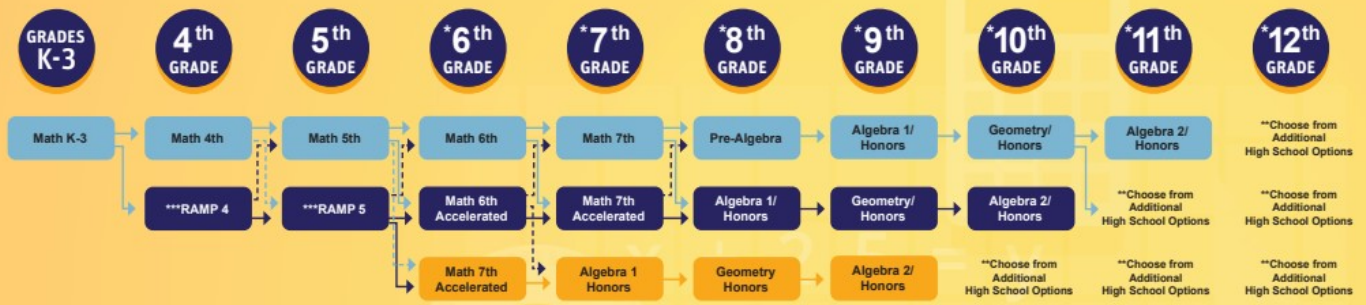 GRADES
K-3
4th
GRADE
5th
GRADE
*6th
GRADE
*7th
GRADE
*8th
GRADE
*9th
GRADE
*10th
GRADE
*11th
GRADE
*12th
GRADE
Math K-3
Math 4th
Math 5th
Math 6th
Math 7th
Pre-Algebra
Algebra 1/
Honors
Geometry/
Honors
Algebra 2/
Honors
**Choose from
Additional
High School Options
***RAMP 4
***RAMP 5
Math 6th
Accelerated
Math 7th
Accelerated
Algebra 1/
Honors
Geometry/
Honors
Algebra 2/
Honors
**Choose from
Additional
High School Options
**Choose from
Additional
High School Options
Math 7th
Accelerated
Algebra 1
Honors
Geometry
Honors
Algebra 2/
Honors
**Choose from
Additional
High School Options
**Choose from
Additional
High School Options
**Choose from
Additional
High School Options